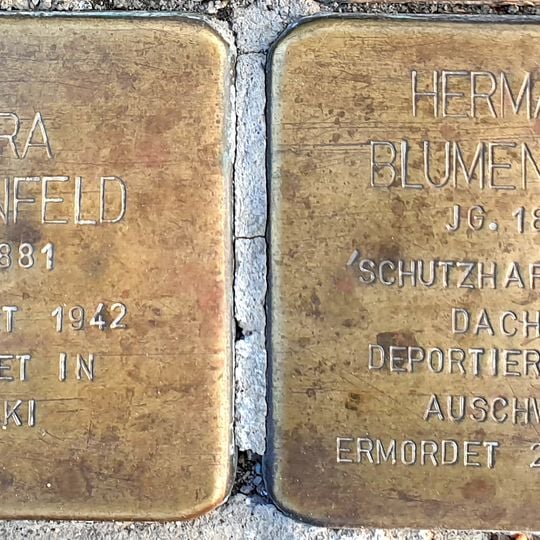 RA
NFELD
881
T 1942
ET IN
KI
HERMA
BLUMEN
JG. 18
'SCHUTZHAF
DACH
DEPORTIER
AUSCHW
ERMORDET 2